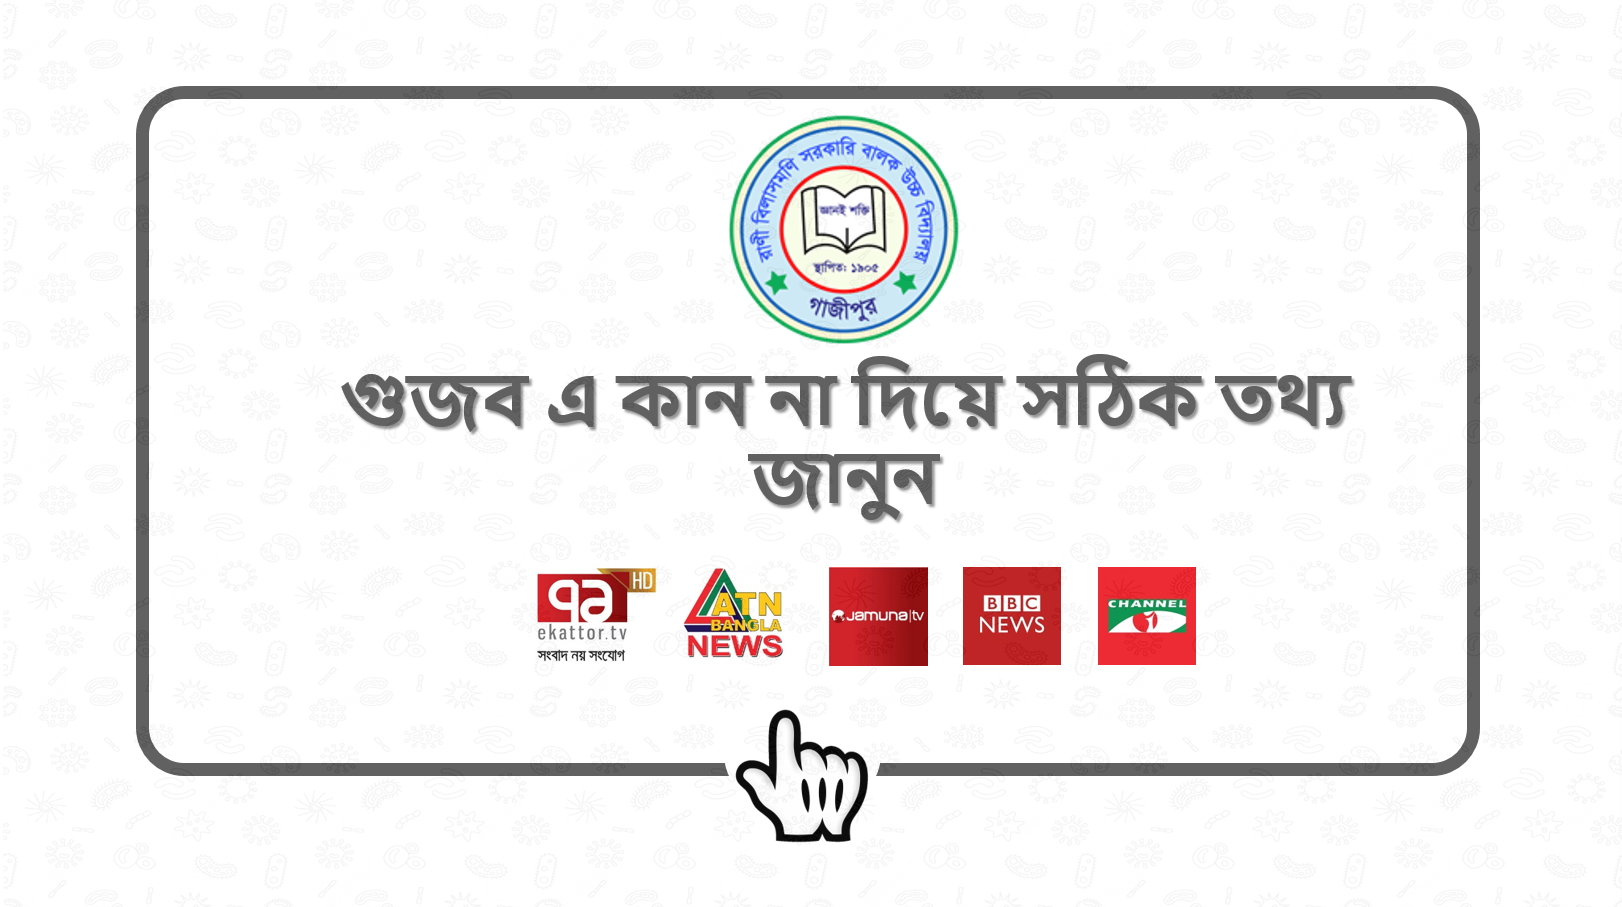 রাণী বিলাসমণি সরকারি বালক উচ্চ বিদ্যালয়
জ্ঞানই শক্তি
স্থাপিত: ১৯০৫
গাজীপুর
গুজব এ কান না দিয়ে সঠিক তথ্য
জানুন
HD
ekattor.tv
সংবাদ নয় সংযোগ
ATN
BANGLA
NEWS
Jamuna|tv
BBC
NEWS
CHANNEL
i